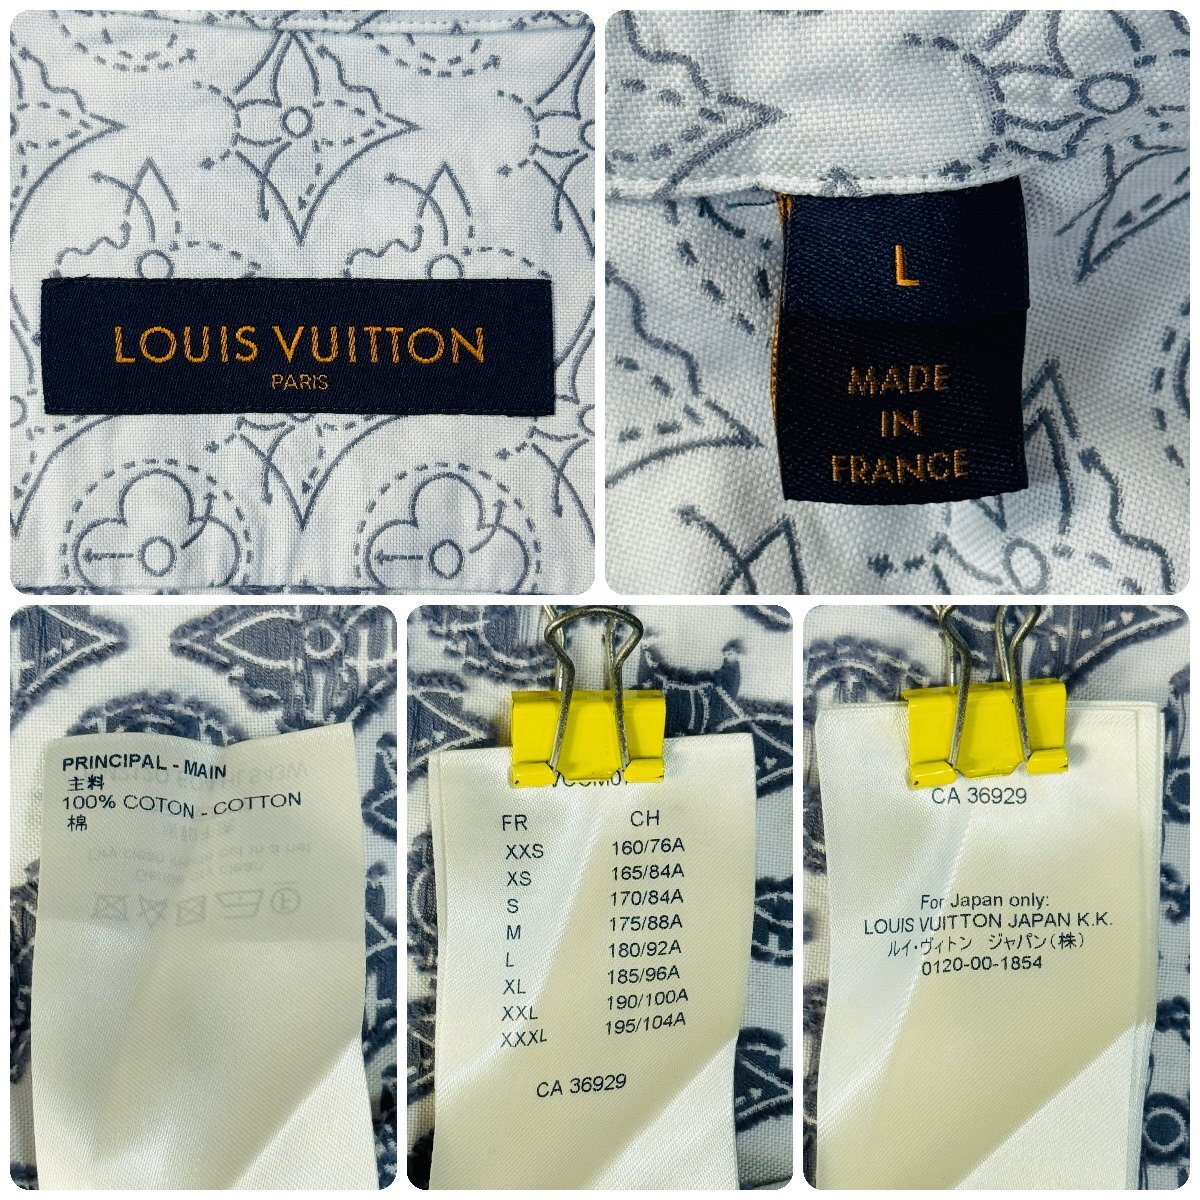 LOUIS VUITTON
PARIS
L
MADE
IN
FRANCE
PRINCIPAL - MAIN
主料
100% COTON - COTTON
棉
FR CH
XXS 160/76A
XS 165/84A
S 170/84A
M 175/88A
L 180/92A
XL 185/96A
XXL 190/100A
XXXL 195/104A
CA 36929
CA 36929
For Japan only:
LOUIS VUITTON JAPAN K.K.
ルイ・ヴィトン ジャパン(株)
0120-00-1854